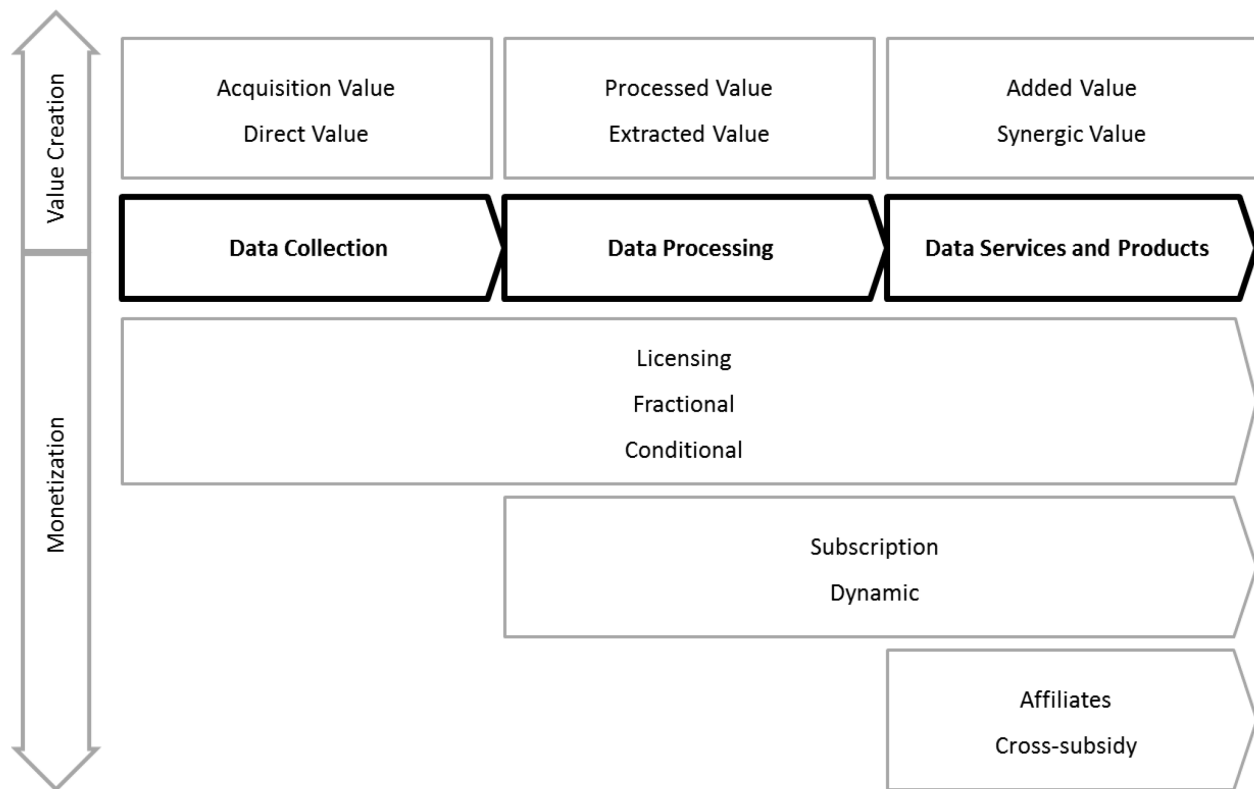 Value Creation
Acquisition Value
Direct Value
Processed Value
Extracted Value
Added Value
Synergic Value
Data Collection
Data Processing
Data Services and Products
Monetization
Licensing
Fractional
Conditional
Subscription
Dynamic
Affiliates
Cross-subsidy